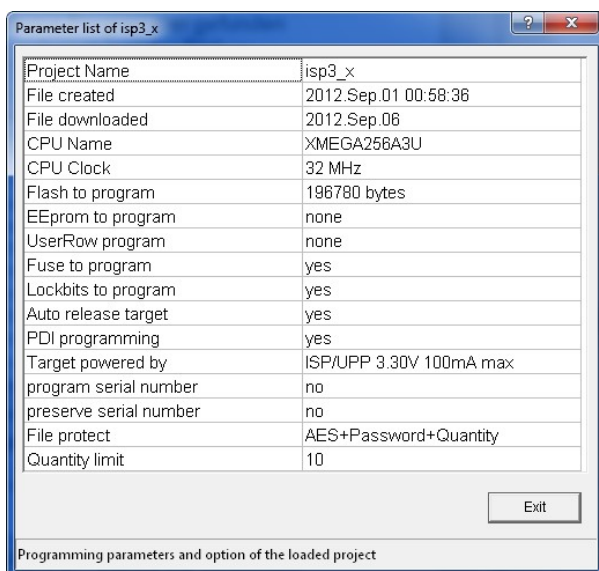 Parameter list of isp3_x
Project Name isp3_x
File created 2012.Sep.01 00:58:36
File downloaded 2012.Sep.06
CPU Name XMEGA256A3U
CPU Clock 32 MHz
Flash to program 196780 bytes
EEprom to program none
UserRow program none
Fuse to program yes
Lockbits to program yes
Auto release target yes
PDI programming yes
Target powered by ISP/UPP 3.30V 100mA max
program serial number no
preserve serial number no
File protect AES+Password+Quantity
Quantity limit 10
Exit
Programming parameters and option of the loaded project